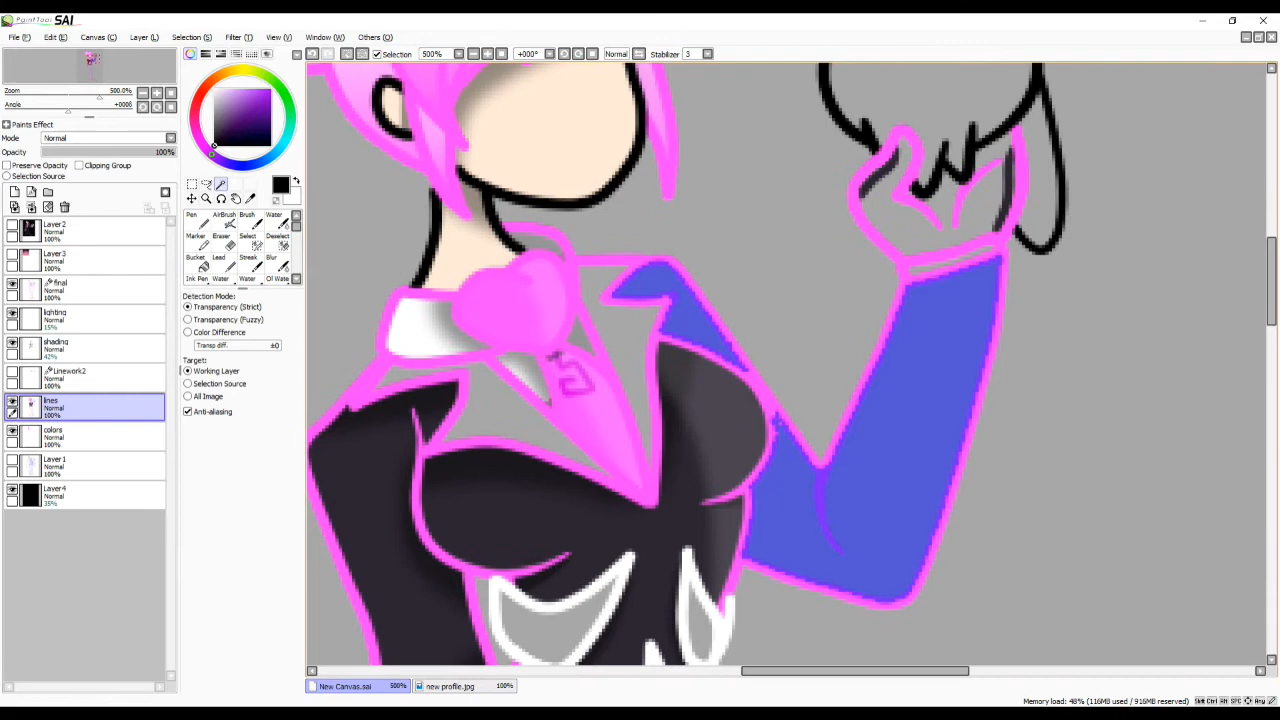 PaintTool SAI
File (F) Edit (E) Canvas (C) Layer (L) Selection (S) Filter (T) View (V) Window (W) Others (O)
Selection 500% +000° Normal Stabilizer 3
Zoom 500.0%
Angle +000δ
Paints Effect
Mode Normal
Opacity 100%
Preserve Opacity Clipping Group
Selection Source
Layer2
Normal
100%
Layer3
Normal
100%
final
Normal
100%
lighting
Normal
15%
shading
Normal
42%
Linework2
Normal
100%
lines
Normal
100%
colors
Normal
100%
Layer1
Normal
100%
Layer4
Normal
35%
Pen AirBrush Brush Water
Marker Eraser Select Deselect
Bucket Lead Streak Blur
Ink Pen Water Water Oil Wate
Detection Mode:
Transparency (Strict)
Transparency (Fuzzy)
Color Difference
Transp diff. ±0
Target:
Working Layer
Selection Source
All Image
Anti-aliasing
New Canvas.sai 500% new profile.jpg 100%
Memory load: 48% (116MB used / 916MB reserved) Shift Ctrl Alt SPC Any